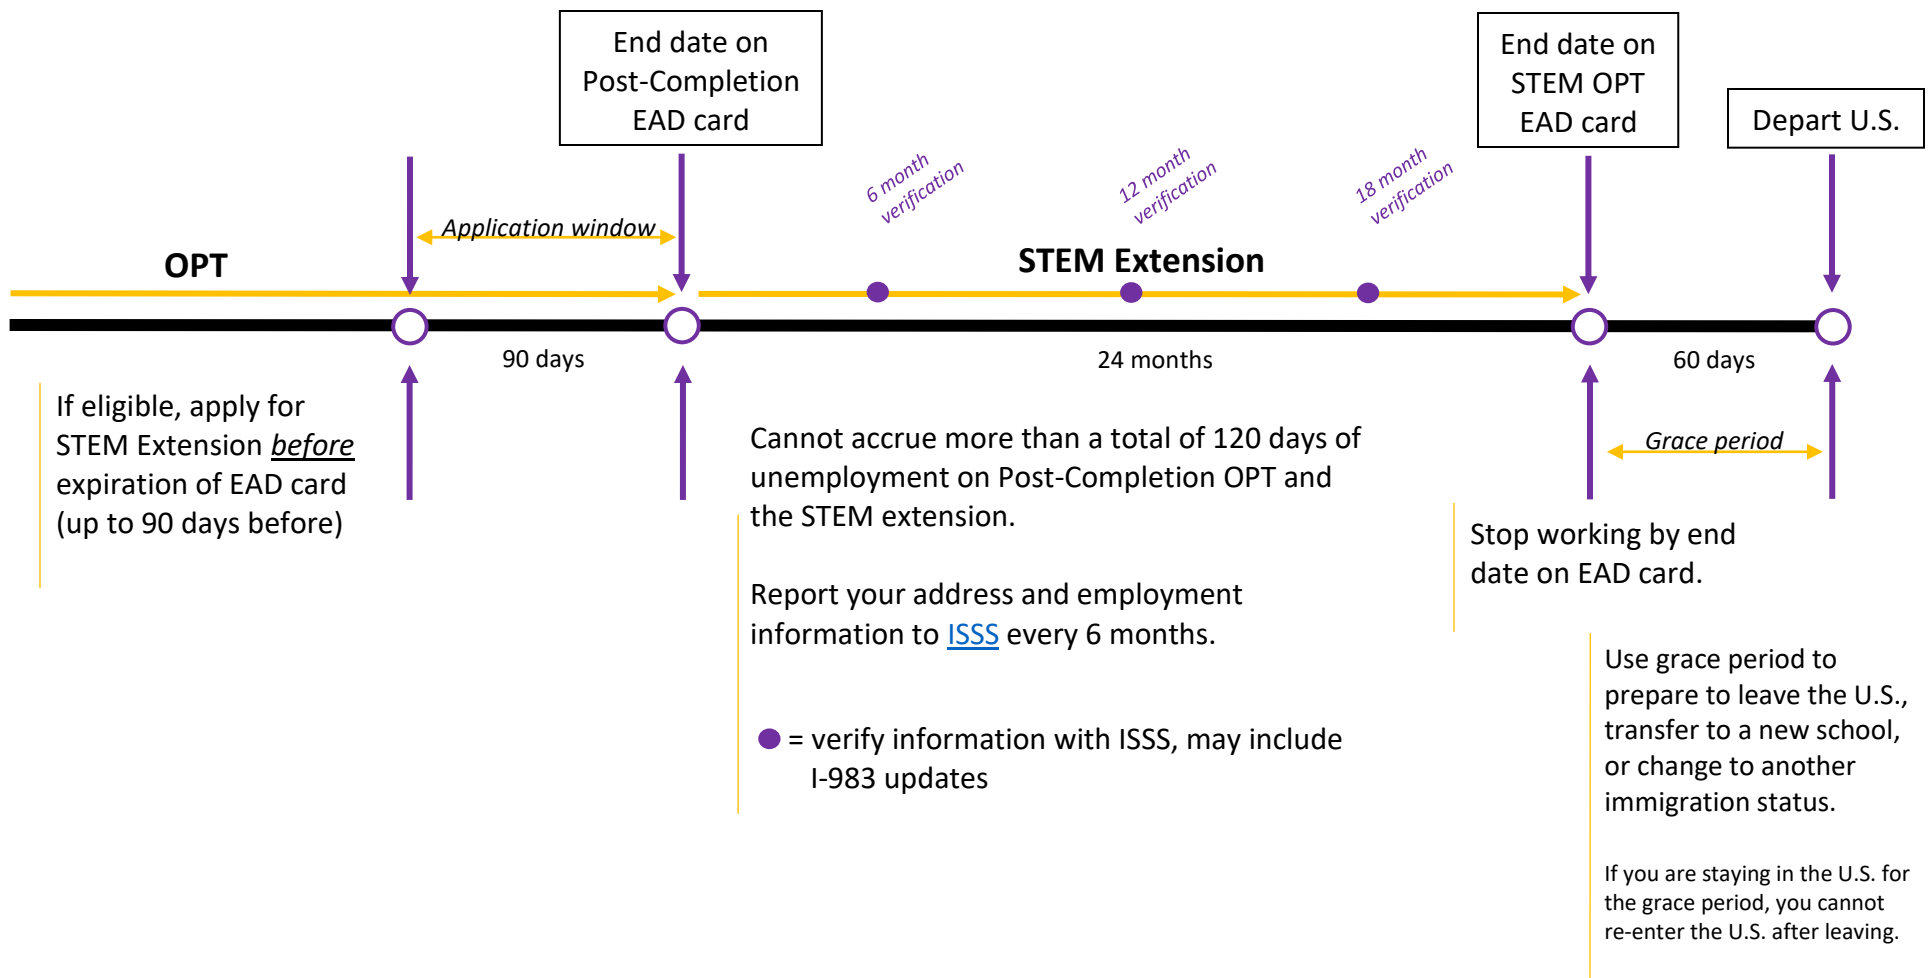 End date on
Post-Completion
EAD card
End date on
STEM OPT
EAD card
Depart U.S.
6 month
verification
12 month
verification
18 month
verification
Application window
OPT
STEM Extension
90 days
24 months
60 days
If eligible, apply for
STEM Extension before
expiration of EAD card
(up to 90 days before)
Cannot accrue more than a total of 120 days of
unemployment on Post-Completion OPT and
the STEM extension.
Report your address and employment
information to ISSS every 6 months.
= verify information with ISSS, may include
I-983 updates
Grace period
Stop working by end
date on EAD card.
Use grace period to
prepare to leave the U.S.,
transfer to a new school,
or change to another
immigration status.
If you are staying in the U.S. for
the grace period, you cannot
re-enter the U.S. after leaving.